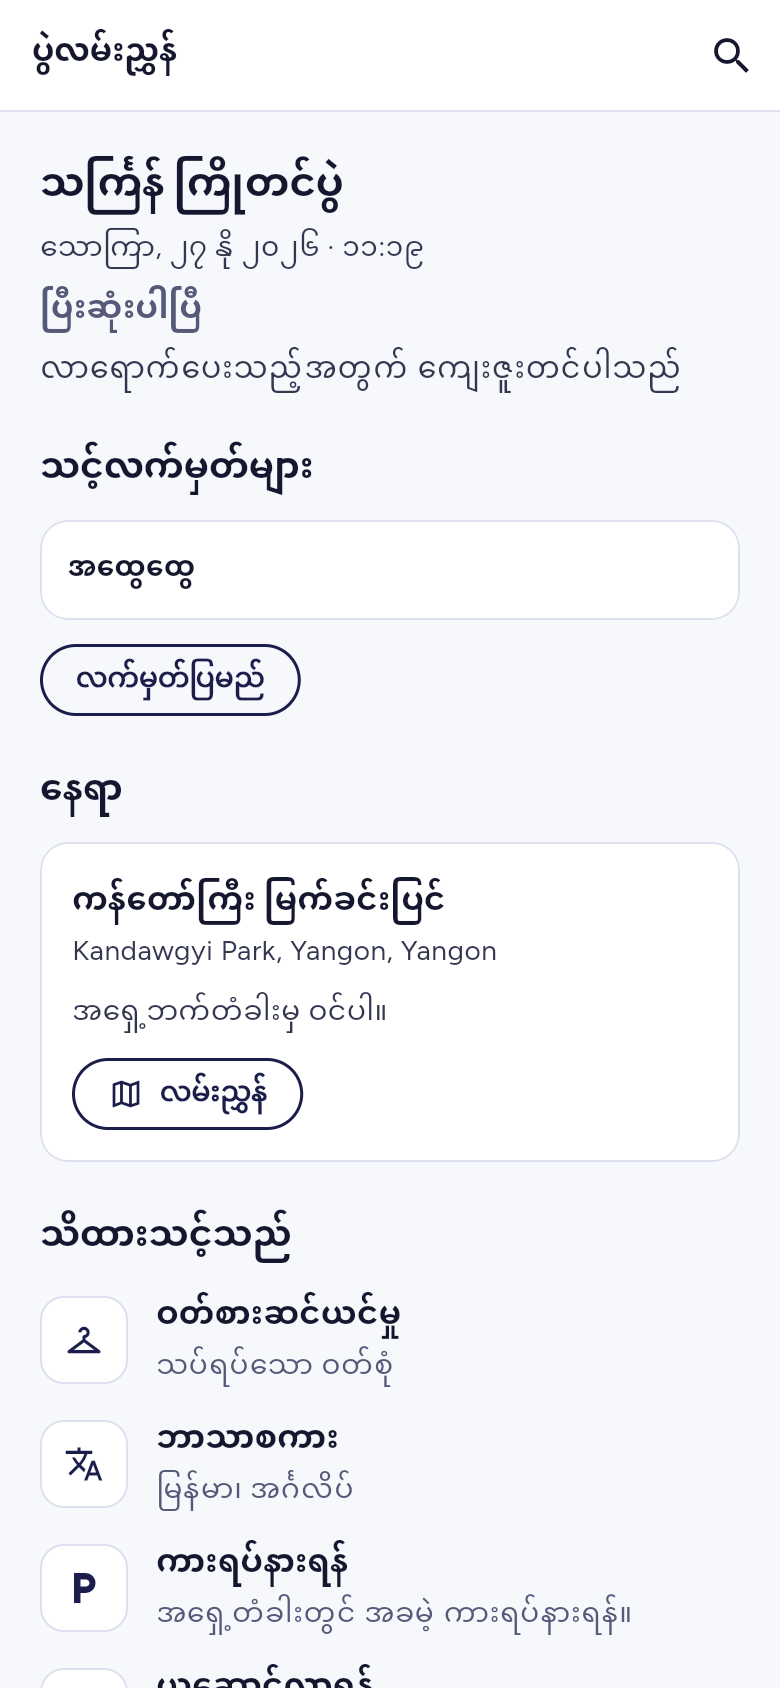 ပွဲလမ်းညွှန်
သင်္ကြန် ကြိုတင်ပွဲ
သောကြာ, ၂၇ နို ၂၀၂၆ · ၁၁:၁၉
ပြီးဆုံးပါပြီ
လာရောက်ပေးသည့်အတွက် ကျေးဇူးတင်ပါသည်
သင့်လက်မှတ်များ
အထွေထွေ
လက်မှတ်ပြမည်
နေရာ
ကန်တော်ကြီး မြက်ခင်းပြင်
Kandawgyi Park, Yangon, Yangon
အရှေ့ဘက်တံခါးမှ ဝင်ပါ။
လမ်းညွှန်
သိထားသင့်သည်
ဝတ်စားဆင်ယင်မှု
သပ်ရပ်သော ဝတ်စုံ
ဘာသာစကား
မြန်မာ၊ အင်္ဂလိပ်
P
ကားရပ်နားရန်
အရှေ့တံခါးတွင် အခမဲ့ ကားရပ်နားရန်။
ယူဆောင်လာရန်